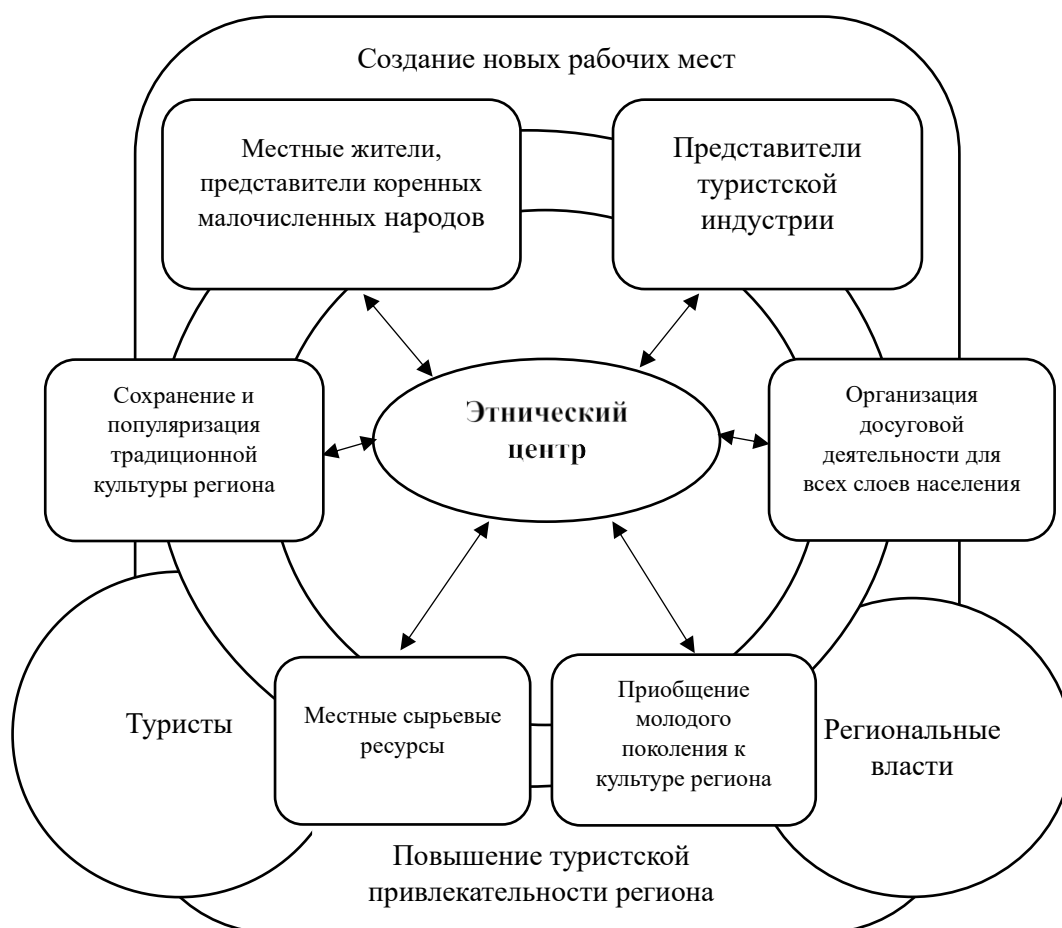 Создание новых рабочих мест
Местные жители,
представители коренных
малочисленных народов
Представители
туристской
индустрии
Сохранение и
популяризация
традиционной
культуры региона
Этнический
центр
Организация
досуговой
деятельности для
всех слоев населения
Туристы
Местные сырьевые
ресурсы
Приобщение
молодого
поколения к
культуре региона
Региональные
власти
Повышение туристской
привлекательности региона